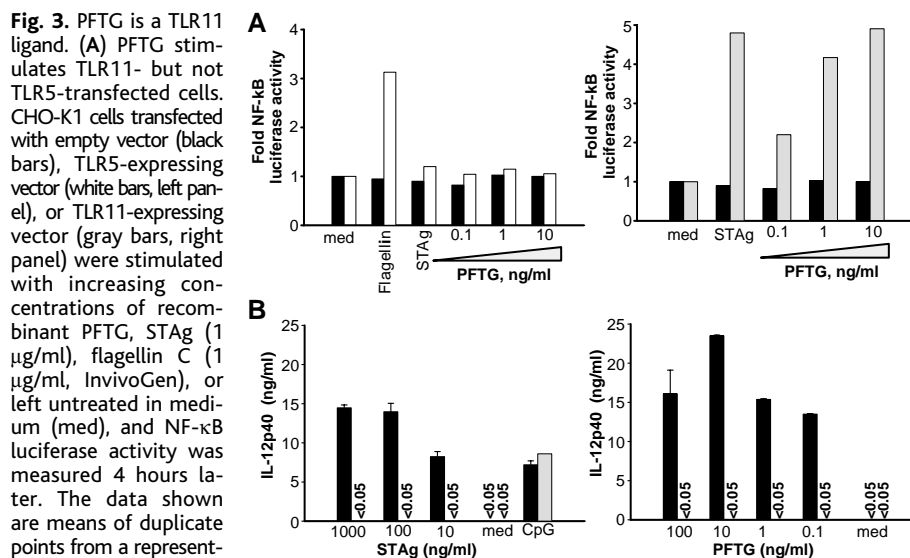 Fig. 3. PFTG is a TLR11
ligand. (A) PFTG stim-
ulates TLR11- but not
TLR5-transfected cells.
CHO-K1 cells transfected
with empty vector (black
bars), TLR5-expressing
vector (white bars, left pan-
el), or TLR11-expressing
vector (gray bars, right
panel) were stimulated
with increasing con-
centrations of recom-
binant PFTG, STAg (1
μg/ml), flagellin C (1
μg/ml, InvivoGen), or
left untreated in medi-
um (med), and NF-κB
luciferase activity was
measured 4 hours la-
ter. The data shown
are means of duplicate
points from a represent-
A
Fold NF-kB
luciferase activity
4
3
2
1
0
med
Flagellin
STAg
0.1
1
10
PFTG, ng/ml
Fold NF-kB
luciferase activity
5
4
3
2
1
0
med
STAg
0.1
1
10
PFTG, ng/ml
B
IL-12p40 (ng/ml)
25
20
15
10
5
0
<0.05
<0.05
<0.05
<0.05
<0.05
1000
100
10
med
CpG
STAg (ng/ml)
IL-12p40 (ng/ml)
25
20
15
10
5
0
<0.05
<0.05
<0.05
<0.05
<0.05
<0.05
100
10
1
0.1
med
PFTG (ng/ml)